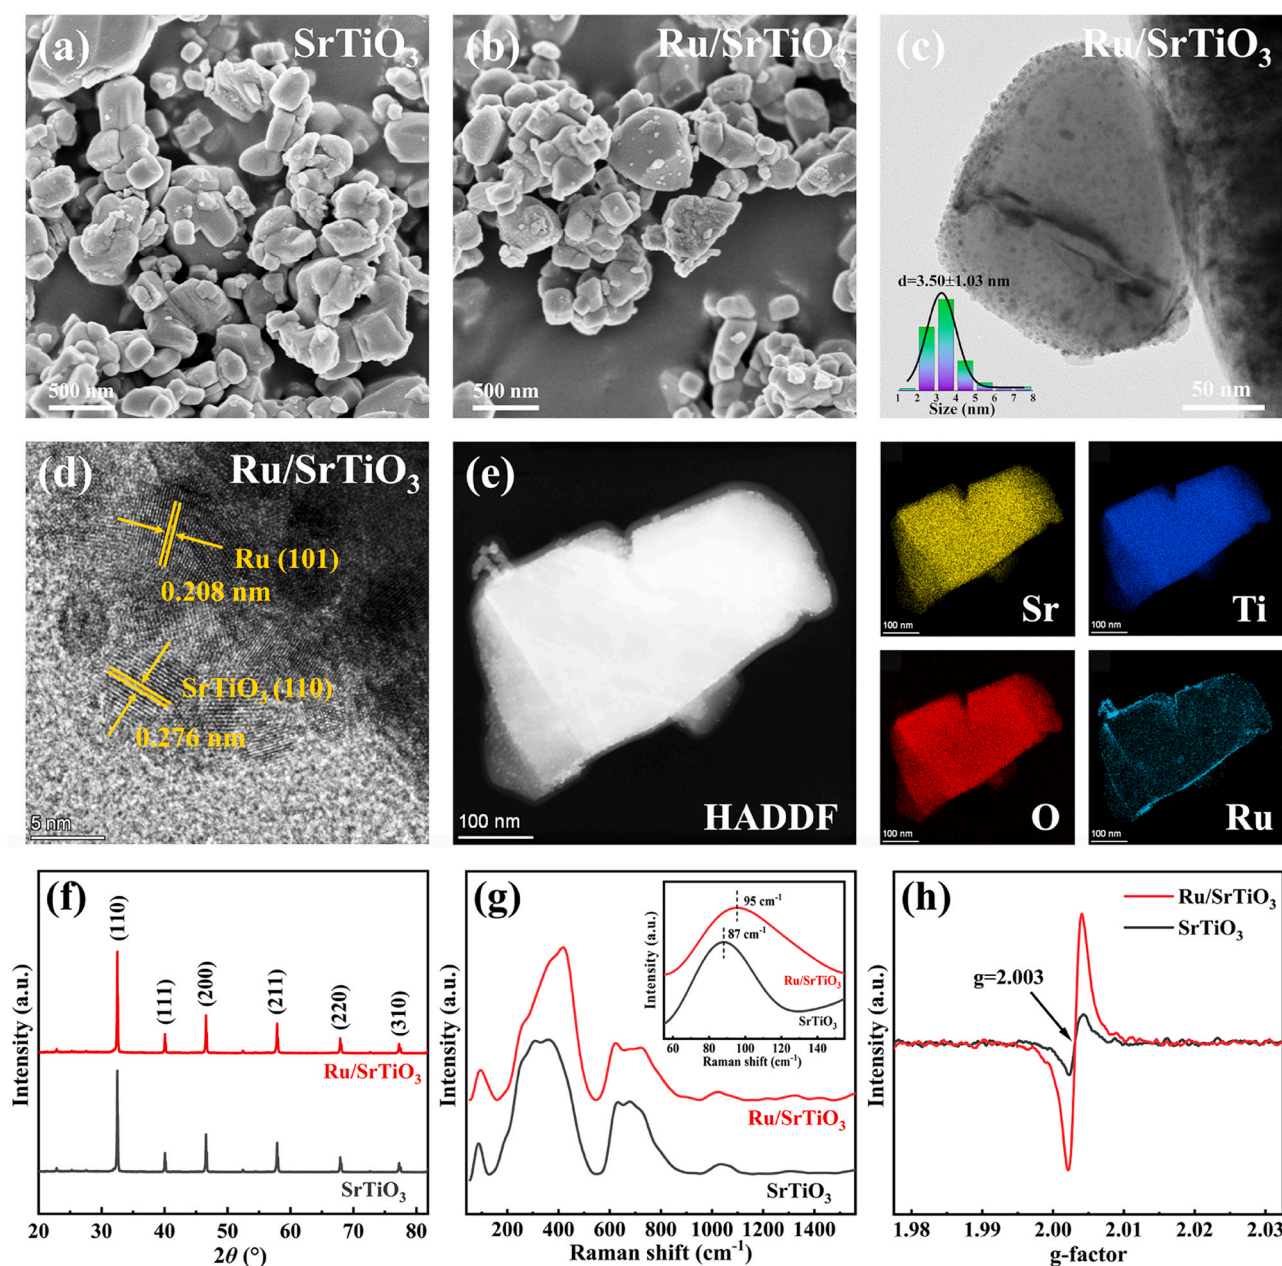 (a) SrTiO₃
500 nm
(b) Ru/SrTiO₃
500 nm
(c) Ru/SrTiO₃
d=3.50±1.03 nm
1 2 3 4 5 6 7 8
Size (nm)
50 nm
(d) Ru/SrTiO₃
Ru (101)
0.208 nm
SrTiO₃ (110)
0.276 nm
5 nm
(e)
100 nm
HADDF
Sr
100 nm
Ti
100 nm
O
100 nm
Ru
100 nm
(f)
(110)
(111)
(200)
(211)
(220)
(310)
Ru/SrTiO₃
SrTiO₃
Intensity (a.u.)
20 30 40 50 60 70 80
2θ (°)
(g)
95 cm⁻¹
87 cm⁻¹
Ru/SrTiO₃
SrTiO₃
Intensity (a.u.)
60 80 100 120 140
Raman shift (cm⁻¹)
Ru/SrTiO₃
SrTiO₃
Intensity (a.u.)
200 400 600 800 1000 1200 1400
Raman shift (cm⁻¹)
(h)
Ru/SrTiO₃
SrTiO₃
g=2.003
Intensity (a.u.)
1.98 1.99 2.00 2.01 2.02 2.03
g-factor